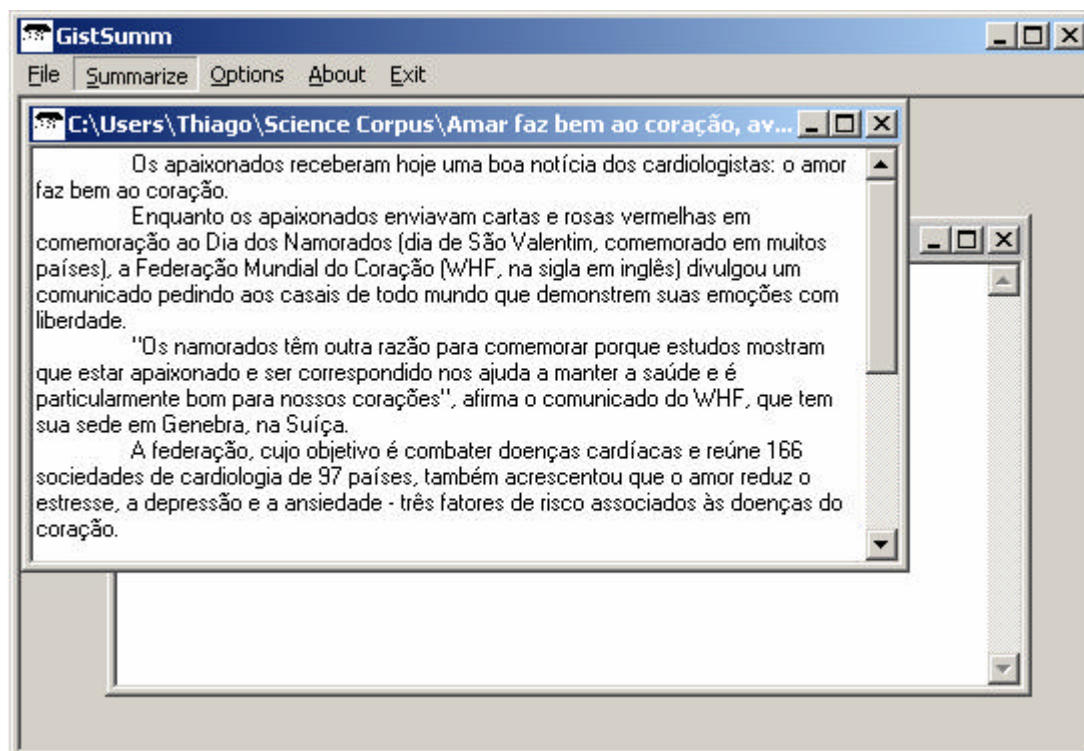 GistSumm
File Summarize Options About Exit
C:\Users\Thiago\Science Corpus\Amar faz bem ao coração, av...
Os apaixonados receberam hoje uma boa notícia dos cardiologistas: o amor
faz bem ao coração.
Enquanto os apaixonados enviavam cartas e rosas vermelhas em
comemoração ao Dia dos Namorados (dia de São Valentim, comemorado em muitos
países), a Federação Mundial do Coração (WHF, na sigla em inglês) divulgou um
comunicado pedindo aos casais de todo mundo que demonstrem suas emoções com
liberdade.
"Os namorados têm outra razão para comemorar porque estudos mostram
que estar apaixonado e ser correspondido nos ajuda a manter a saúde e é
particularmente bom para nossos corações", afirma o comunicado do WHF, que tem
sua sede em Genebra, na Suíça.
A federação, cujo objetivo é combater doenças cardíacas e reúne 166
sociedades de cardiologia de 97 países, também acrescentou que o amor reduz o
estresse, a depressão e a ansiedade - três fatores de risco associados às doenças do
coração.